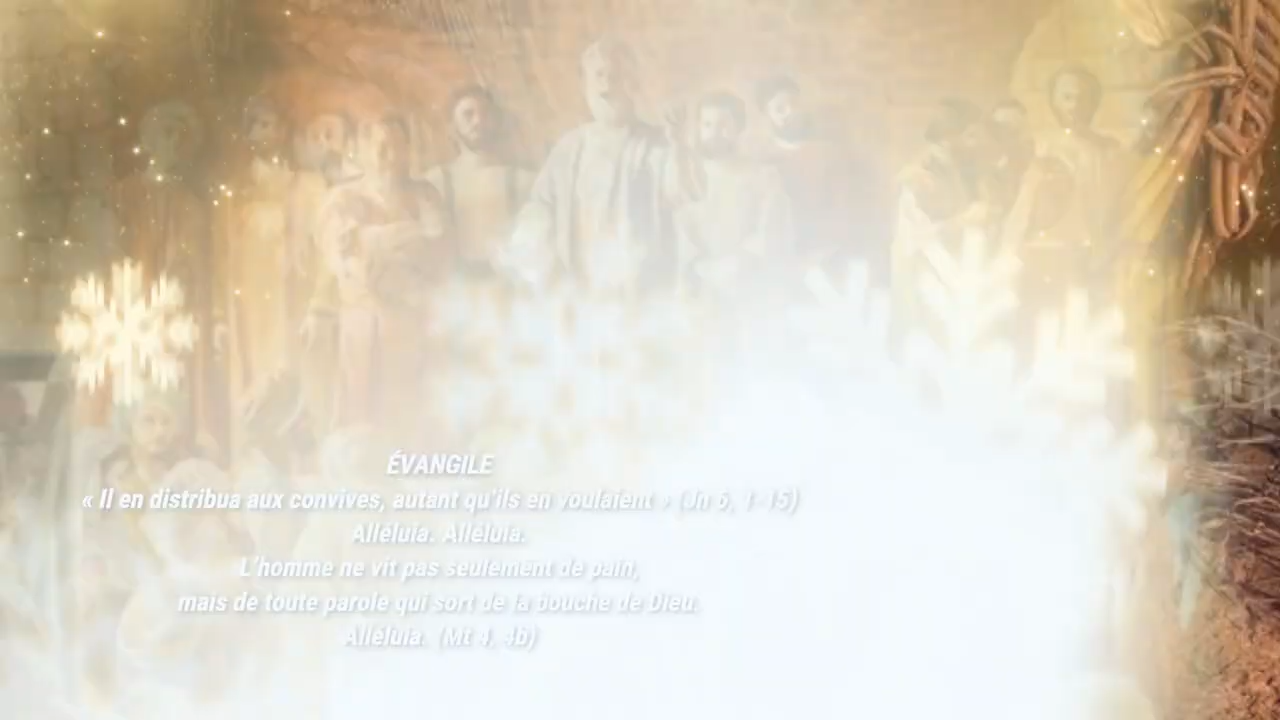 ÉVANGILE
« Il en distribua aux convives, autant qu'ils en voulaient » (Jn 6, 1-15)
Alléluia. Alléluia.
L'homme ne vit pas seulement de pain,
mais de toute parole qui sort de la bouche de Dieu.
Alléluia. (Mt 4, 4b)